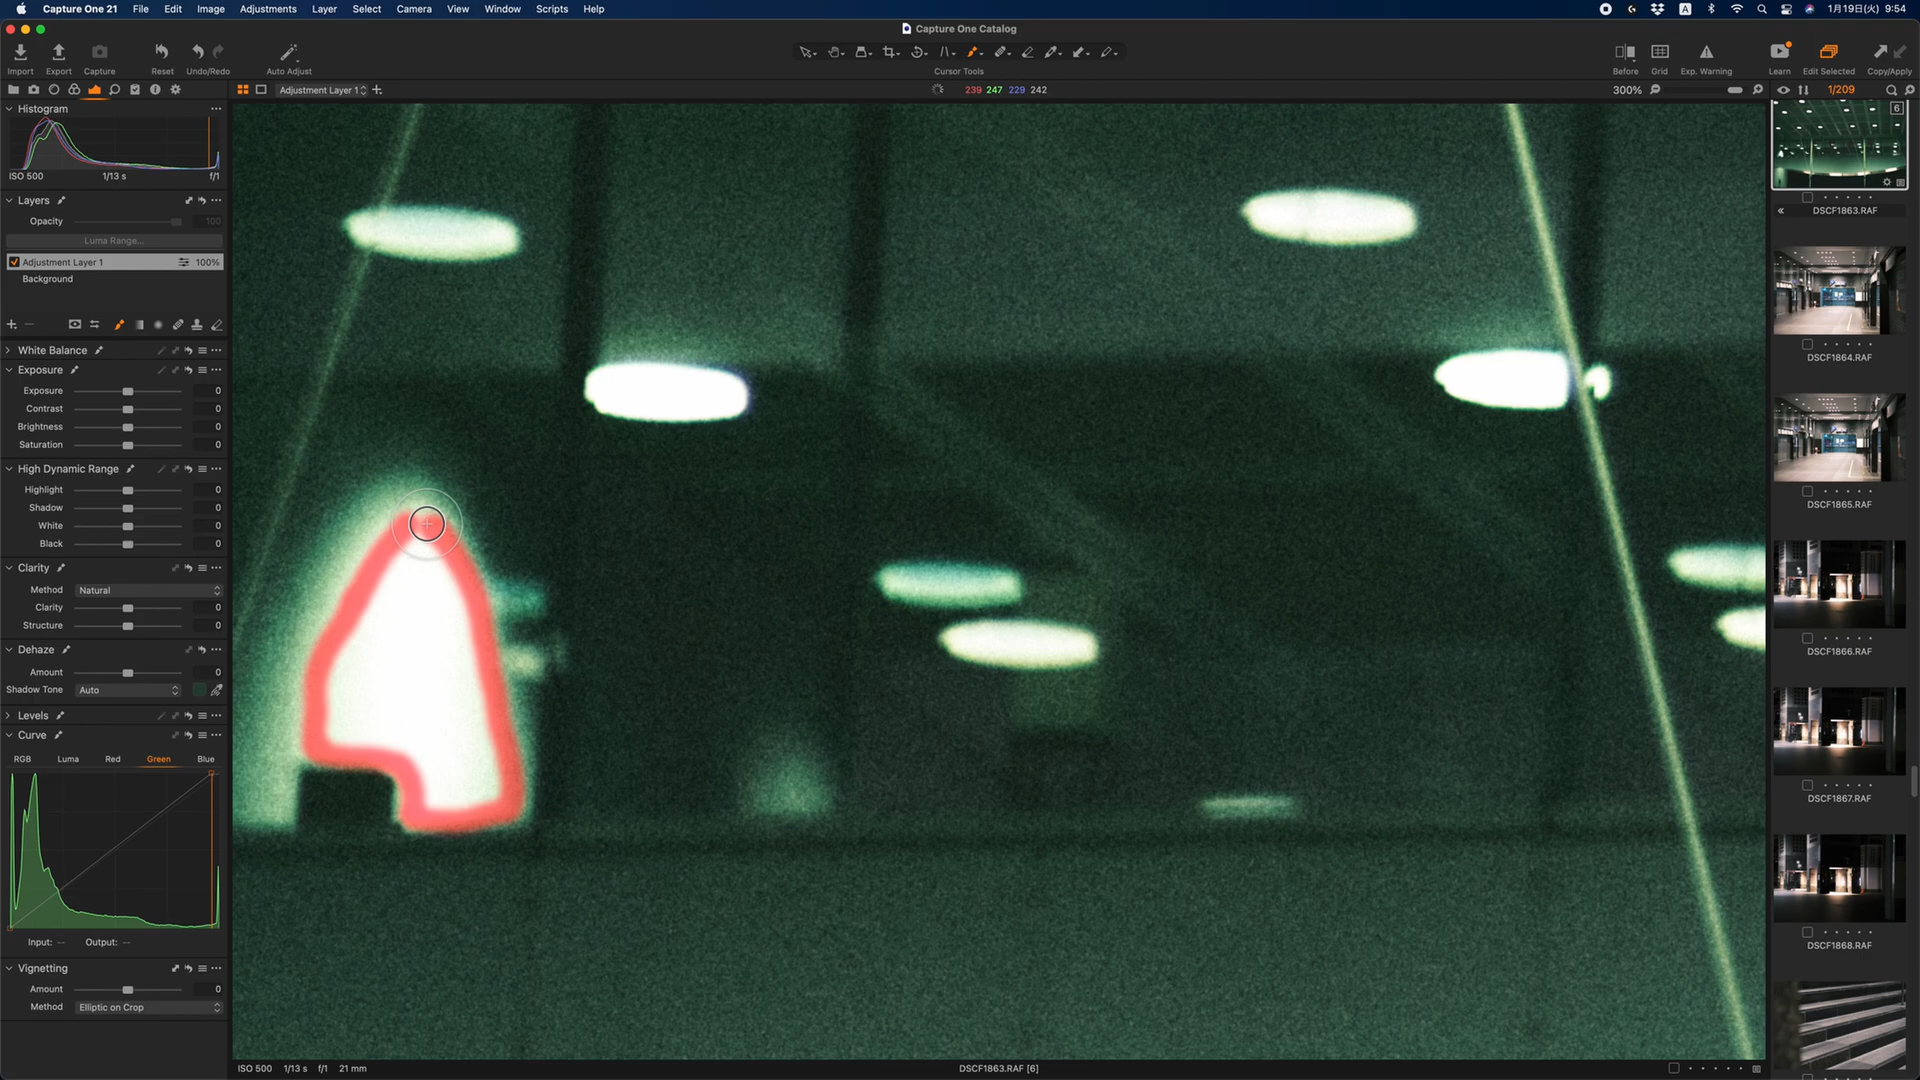 Capture One 21 File Edit Image Adjustments Layer Select Camera View Window Scripts Help
A 1月19日(火) 9:54
Capture One Catalog
Import Export Capture Reset Undo/Redo Auto Adjust Cursor Tools Before Grid Exp. Warning Learn Edit Selected Copy/Apply
Adjustment Layer 1 239 247 229 242 300% 1/209
Histogram
ISO 500 1/13 s f/1
Layers
Opacity 100
Luma Range...
Adjustment Layer 1 100%
Background
White Balance
Exposure
Exposure 0
Contrast 0
Brightness 0
Saturation 0
High Dynamic Range
Highlight 0
Shadow 0
White 0
Black 0
Clarity
Method Natural
Clarity 0
Structure 0
Dehaze
Amount 0
Shadow Tone Auto
Levels
Curve
RGB Luma Red Green Blue
Input: -- Output: --
Vignetting
Amount 0
Method Elliptic on Crop
ISO 500 1/13 s f/1 21 mm
DSCF1863.RAF [6]
6
DSCF1863.RAF
DSCF1864.RAF
DSCF1865.RAF
DSCF1866.RAF
DSCF1867.RAF
DSCF1868.RAF